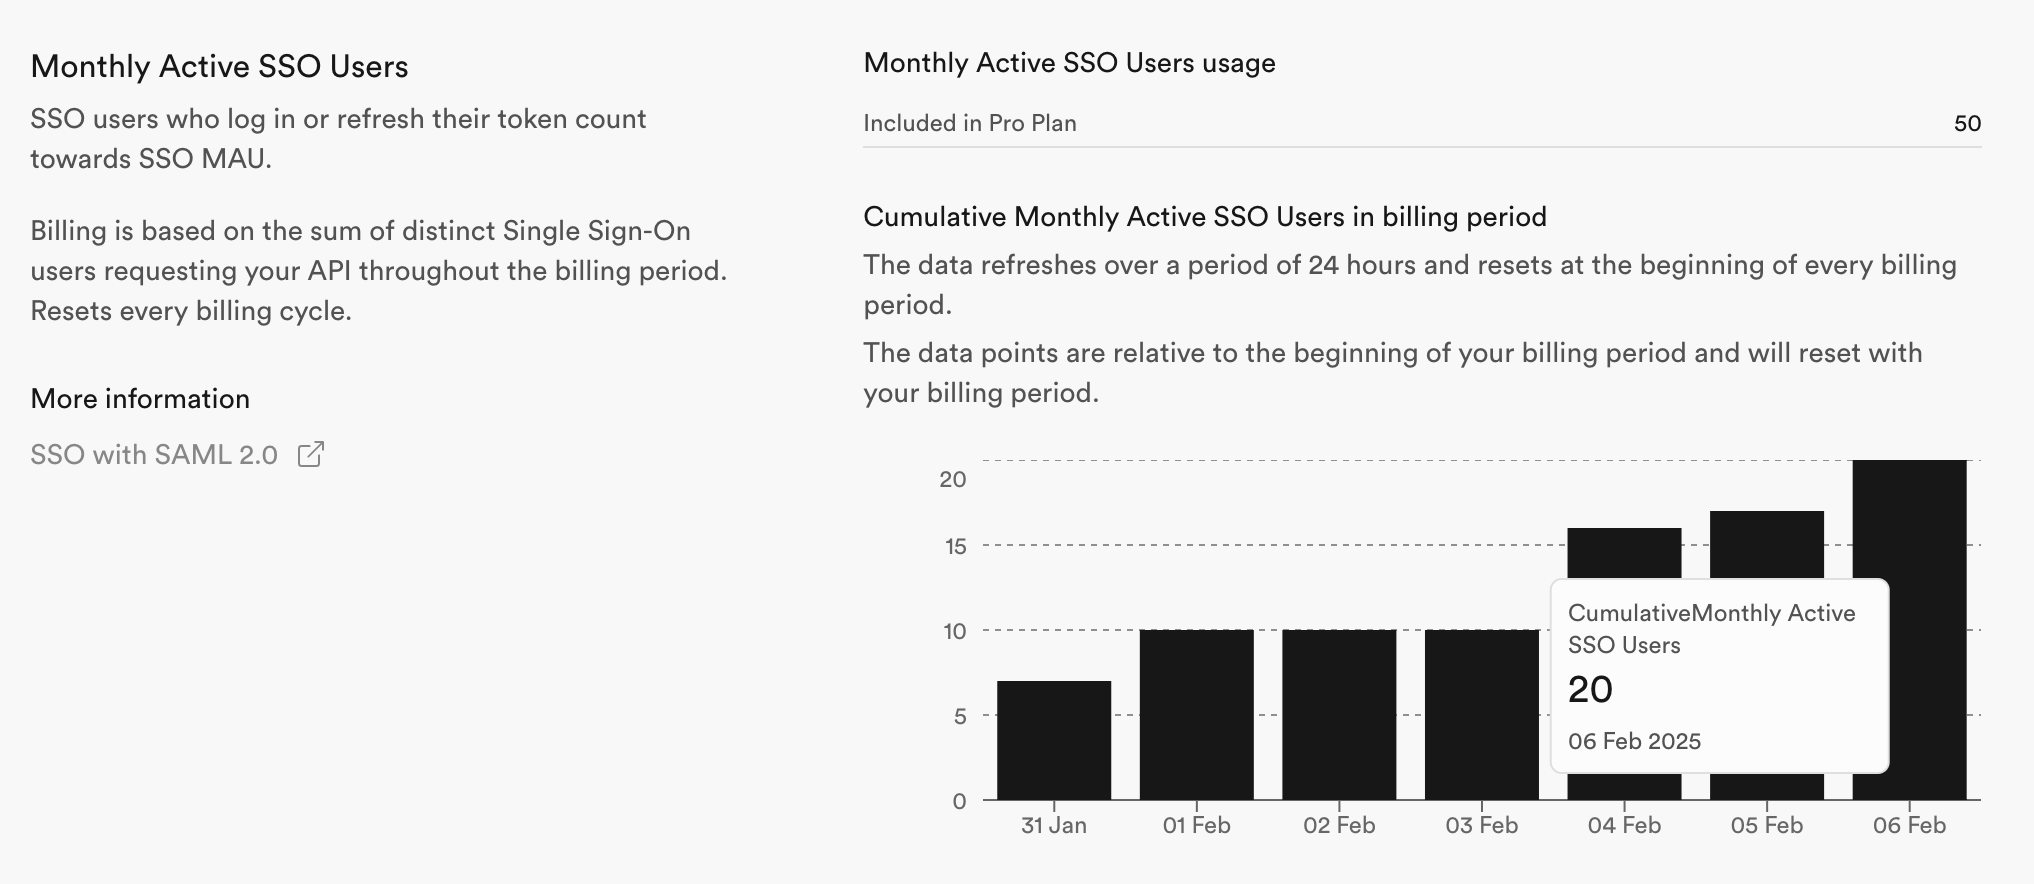 Monthly Active SSO Users
SSO users who log in or refresh their token count
towards SSO MAU.
Billing is based on the sum of distinct Single Sign-On
users requesting your API throughout the billing period.
Resets every billing cycle.
More information
SSO with SAML 2.0
Monthly Active SSO Users usage
Included in Pro Plan 50
Cumulative Monthly Active SSO Users in billing period
The data refreshes over a period of 24 hours and resets at the beginning of every billing
period.
The data points are relative to the beginning of your billing period and will reset with
your billing period.
20
15
10
5
0
CumulativeMonthly Active
SSO Users
20
06 Feb 2025
31 Jan 01 Feb 02 Feb 03 Feb 04 Feb 05 Feb 06 Feb